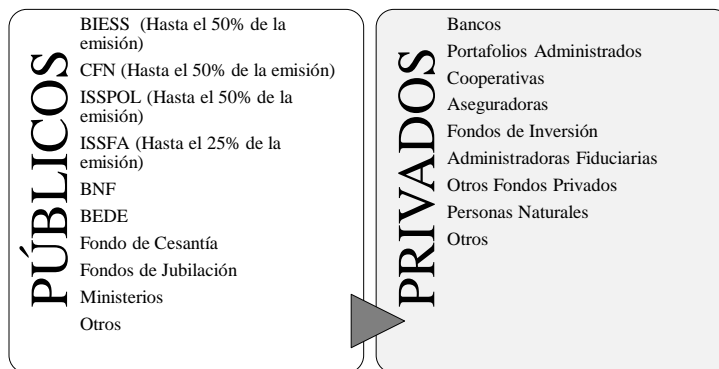 PÚBLICOS
BIESS (Hasta el 50% de la
emisión)
CFN (Hasta el 50% de la emisión)
ISSPOL (Hasta el 50% de la
emisión)
ISSFA (Hasta el 25% de la
emisión)
BNF
BEDE
Fondo de Cesantía
Fondos de Jubilación
Ministerios
Otros
PRIVADOS
Bancos
Portafolios Administrados
Cooperativas
Aseguradoras
Fondos de Inversión
Administradoras Fiduciarias
Otros Fondos Privados
Personas Naturales
Otros